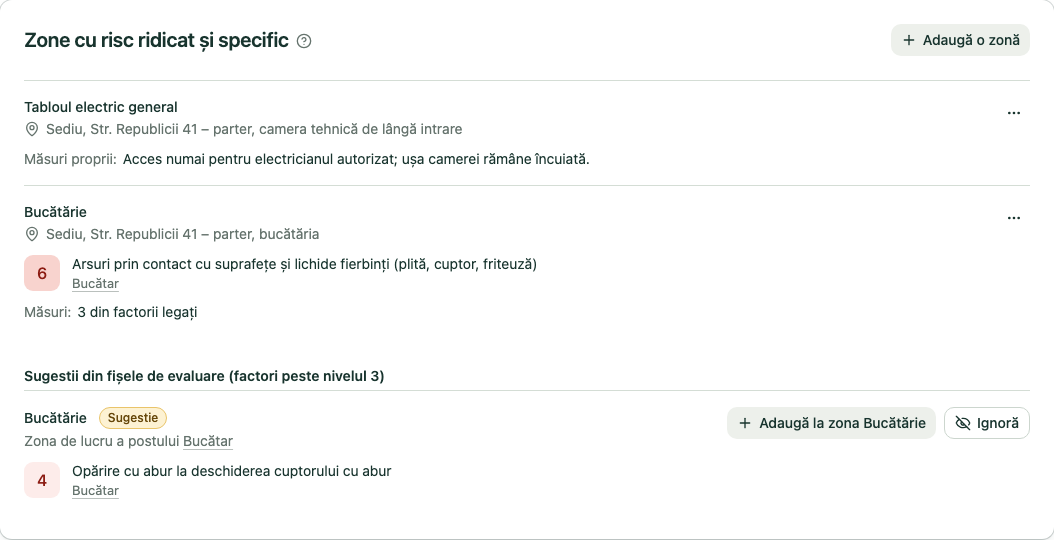 Zone cu risc ridicat și specific
+ Adaugă o zonă
Tabloul electric general
Sediu, Str. Republicii 41 – parter, camera tehnică de lângă intrare
Măsuri proprii: Acces numai pentru electricianul autorizat; ușa camerei rămâne încuiată.
Bucătărie
Sediu, Str. Republicii 41 – parter, bucătăria
6
Arsuri prin contact cu suprafețe și lichide fierbinți (plită, cuptor, friteuză)
Bucătar
Măsuri: 3 din factorii legați
Sugestii din fișele de evaluare (factori peste nivelul 3)
Bucătărie Sugestie
+ Adaugă la zona Bucătărie
Ignoră
Zona de lucru a postului Bucătar
4
Opărire cu abur la deschiderea cuptorului cu abur
Bucătar